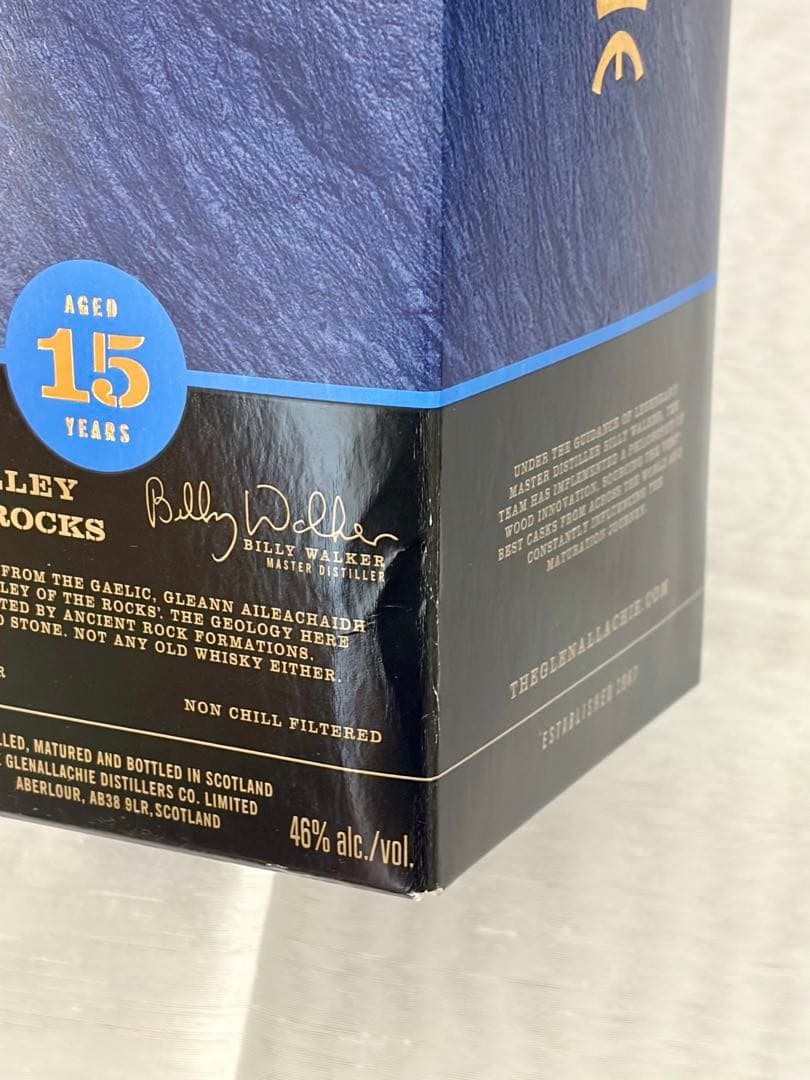 IE
AGED
15
YEARS
LLEY
ROCKS
Billy Walker
BILLY WALKER
MASTER DISTILLER
FROM THE GAELIC, GLEANN AILEACHAIDH
LEY OF THE ROCKS'. THE GEOLOGY HERE
TED BY ANCIENT ROCK FORMATIONS.
D STONE. NOT ANY OLD WHISKY EITHER.
R
NON CHILL FILTERED
LLED, MATURED AND BOTTLED IN SCOTLAND
GLENALLACHIE DISTILLERS CO. LIMITED
ABERLOUR, AB38 9LR, SCOTLAND
46% alc./vol.
UNDER THE GUIDANCE OF LEGENDARY
MASTER DISTILLER BILLY WALKER, THE
TEAM HAS IMPLEMENTED A PHILOSOPHY OF
WOOD INNOVATION, SOURCING THE VERY
BEST CASKS FROM ACROSS THE WORLD AND
CONSTANTLY INFLUENCING THE
MATURATION JOURNEY.
THEGLENALLACHIE.COM
ESTABLISHED 1967